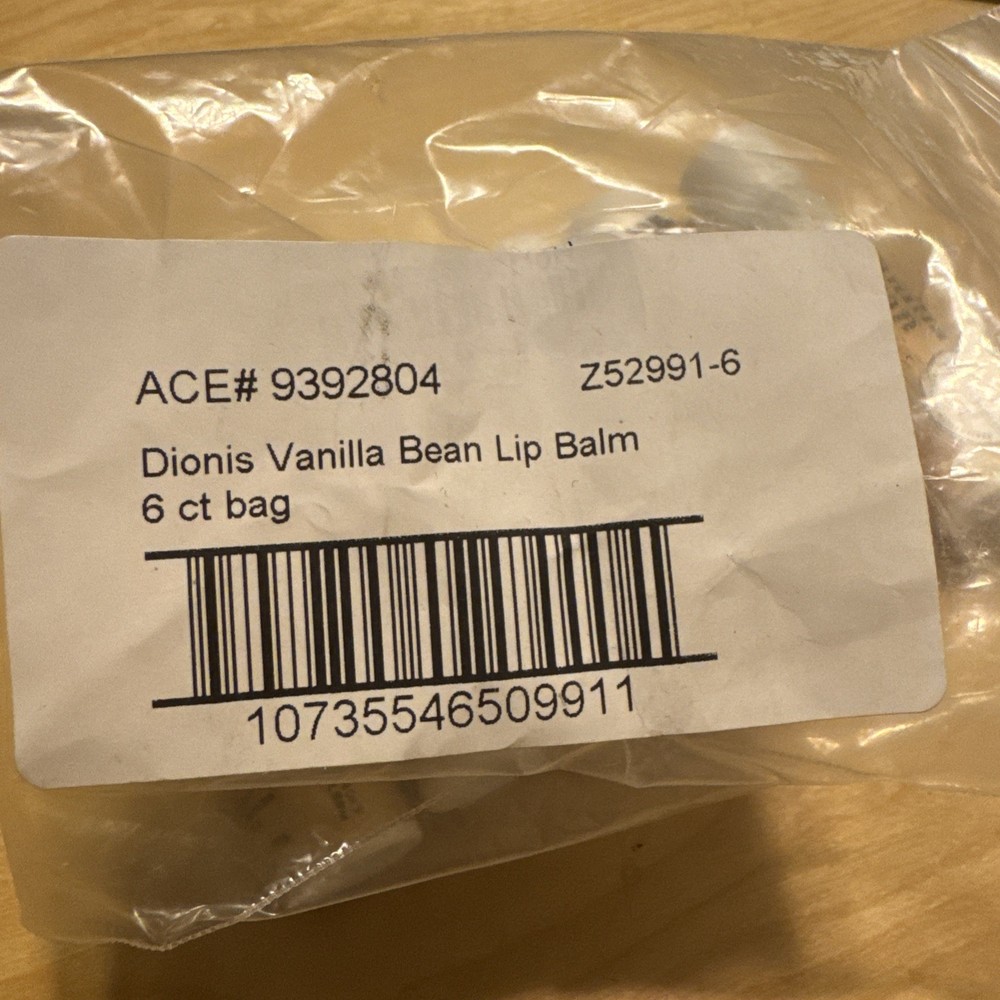 ACE# 9392804 Z52991-6
Dionis Vanilla Bean Lip Balm
6 ct bag
10735546509911